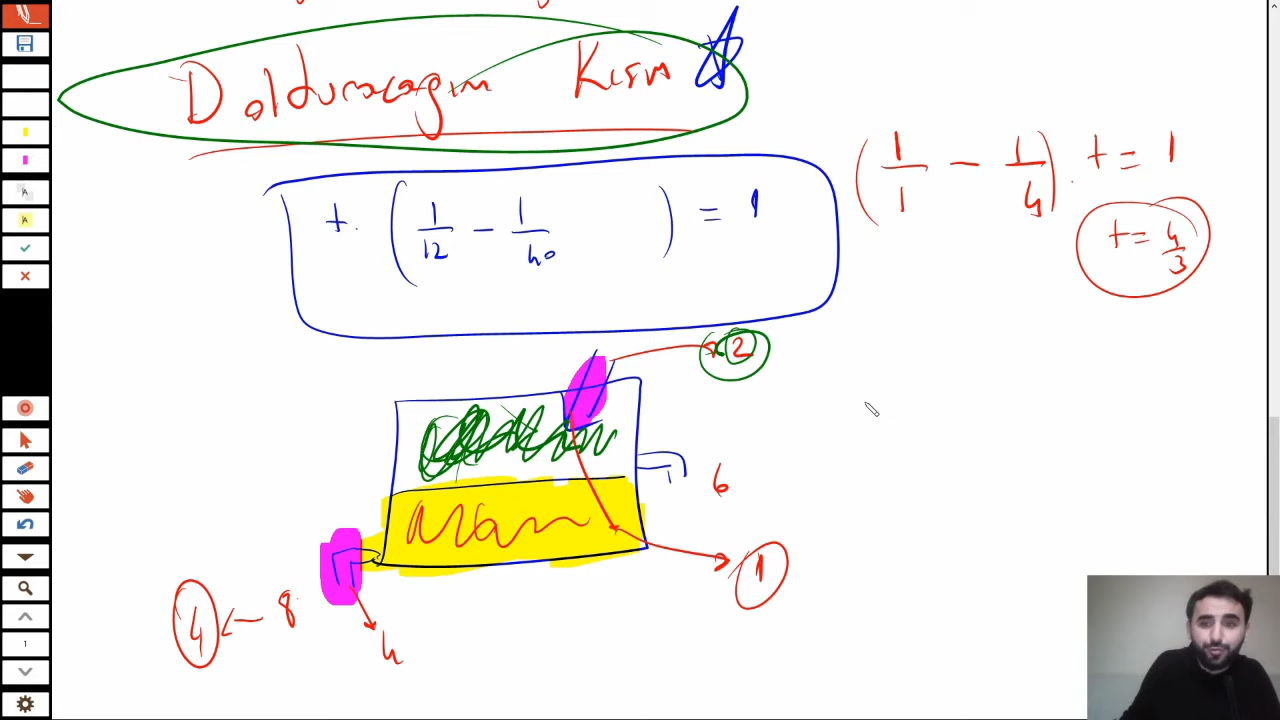 Dolduracağım Kısım
(1/1 − 1/4) · t = 1
t = 4/3
t · (1/12 − 1/40) = 1
2
6
1
4 ← 8
4
A
A
1